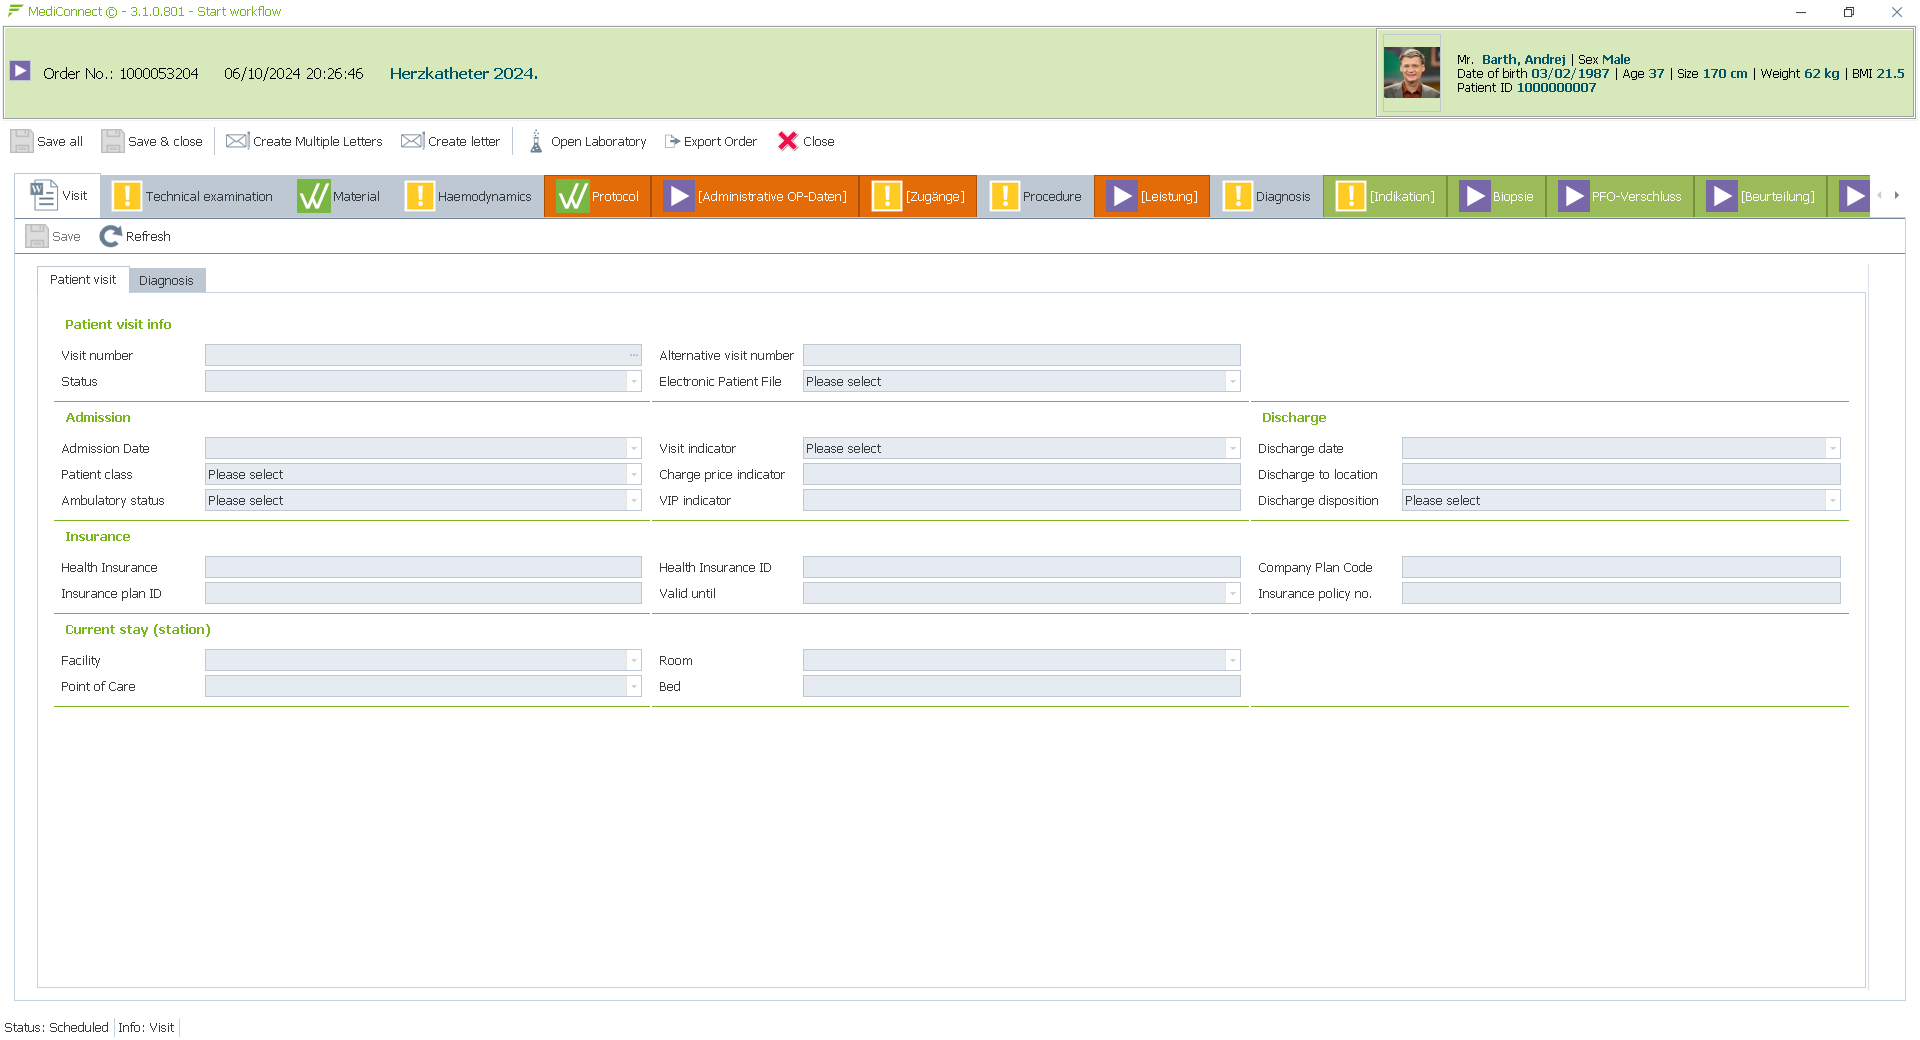 MediConnect © - 3.1.0.801 - Start workflow
Order No.: 1000053204 06/10/2024 20:26:46 Herzkatheter 2024.
Mr. Barth, Andrej | Sex Male
Date of birth 03/02/1987 | Age 37 | Size 170 cm | Weight 62 kg | BMI 21.5
Patient ID 1000000007
Save all Save & close Create Multiple Letters Create letter Open Laboratory Export Order Close
Visit Technical examination Material Haemodynamics Protocol [Administrative OP-Daten] [Zugänge] Procedure [Leistung] Diagnosis [Indikation] Biopsie PFO-Verschluss [Beurteilung]
Save Refresh
Patient visit Diagnosis
Patient visit info
Visit number ... Alternative visit number
Status Electronic Patient File Please select
Admission Discharge
Admission Date Visit indicator Please select Discharge date
Patient class Please select Charge price indicator Discharge to location
Ambulatory status Please select VIP indicator Discharge disposition Please select
Insurance
Health Insurance Health Insurance ID Company Plan Code
Insurance plan ID Valid until Insurance policy no.
Current stay (station)
Facility Room
Point of Care Bed
Status: Scheduled Info: Visit